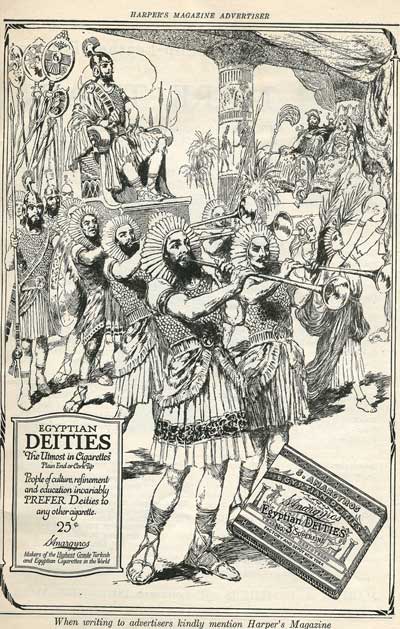 HARPER'S MAGAZINE ADVERTISER
EGYPTIAN
DEITIES
"The Utmost in Cigarettes"
Plain End or Cork Tip
People of culture, refinement
and education invariably
PREFER Deities to
any other cigarette.
25¢
Anargyros
Makers of the Highest Grade Turkish
and Egyptian Cigarettes in the World
S. ANARGYROS
Egyptian DEITIES
No. 3
When writing to advertisers kindly mention Harper's Magazine